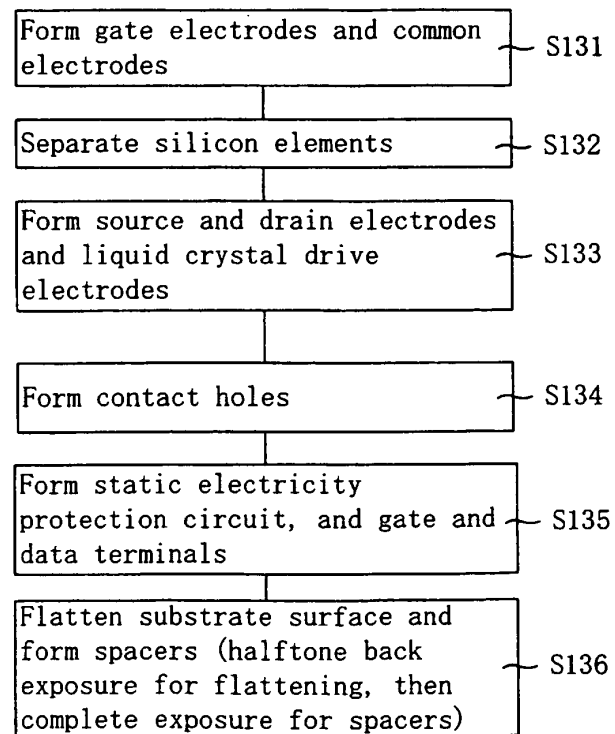 Form gate electrodes and common
electrodes
S131
Separate silicon elements
S132
Form source and drain electrodes
and liquid crystal drive
electrodes
S133
Form contact holes
S134
Form static electricity
protection circuit, and gate and
data terminals
S135
Flatten substrate surface and
form spacers (halftone back
exposure for flattening, then
complete exposure for spacers)
S136